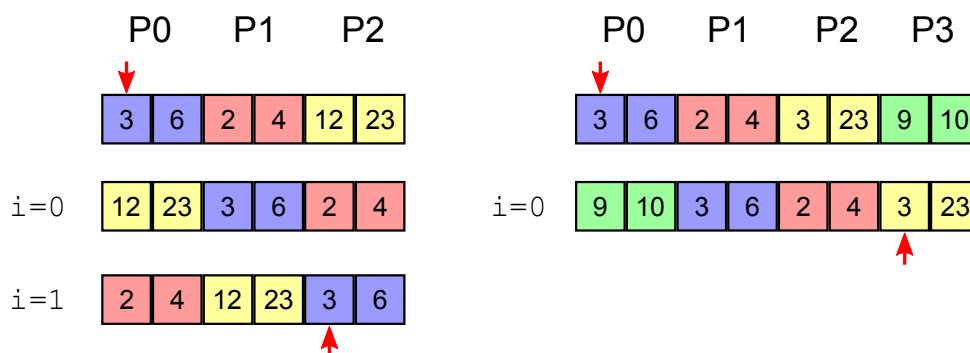 P0 P1 P2
3 6 2 4 12 23
i=0 12 23 3 6 2 4
i=1 2 4 12 23 3 6
P0 P1 P2 P3
3 6 2 4 3 23 9 10
i=0 9 10 3 6 2 4 3 23